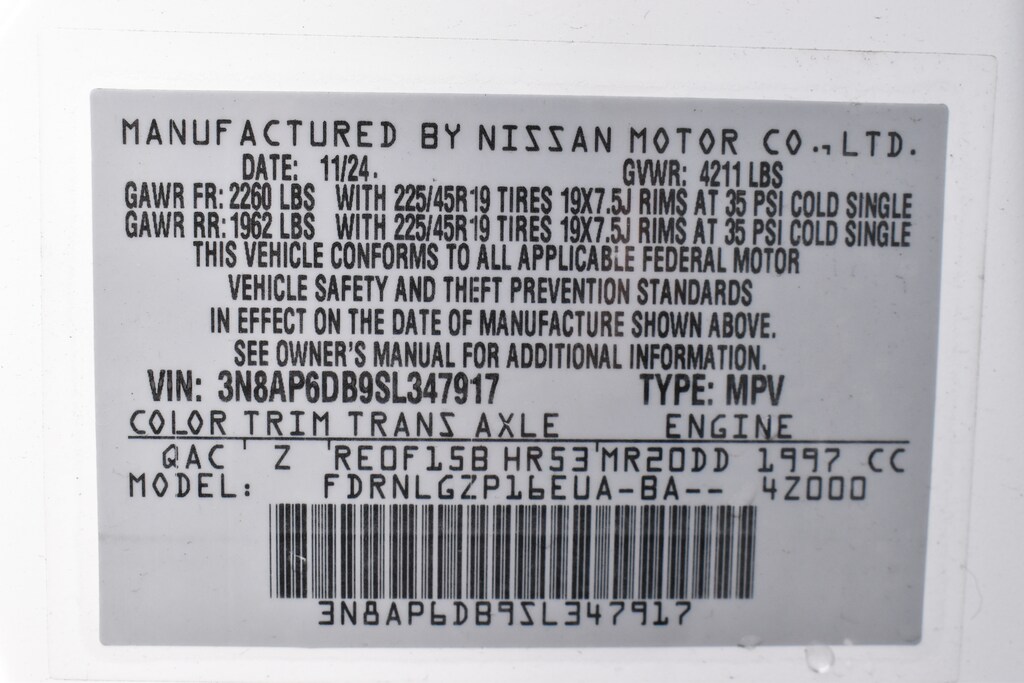 MANUFACTURED BY NISSAN MOTOR CO., LTD.
DATE: 11/24. GVWR: 4211 LBS
GAWR FR: 2260 LBS WITH 225/45R19 TIRES 19X7.5J RIMS AT 35 PSI COLD SINGLE
GAWR RR: 1962 LBS WITH 225/45R19 TIRES 19X7.5J RIMS AT 35 PSI COLD SINGLE
THIS VEHICLE CONFORMS TO ALL APPLICABLE FEDERAL MOTOR
VEHICLE SAFETY AND THEFT PREVENTION STANDARDS
IN EFFECT ON THE DATE OF MANUFACTURE SHOWN ABOVE.
SEE OWNER'S MANUAL FOR ADDITIONAL INFORMATION.
VIN: 3N8AP6DB9SL347917 TYPE: MPV
COLOR TRIM TRANS AXLE ENGINE
QAC Z RE0F15B HR53 MR20DD 1997 CC
MODEL: FDRNLGZP16EUA-BA-- 4Z000
3N8AP6DB9SL347917